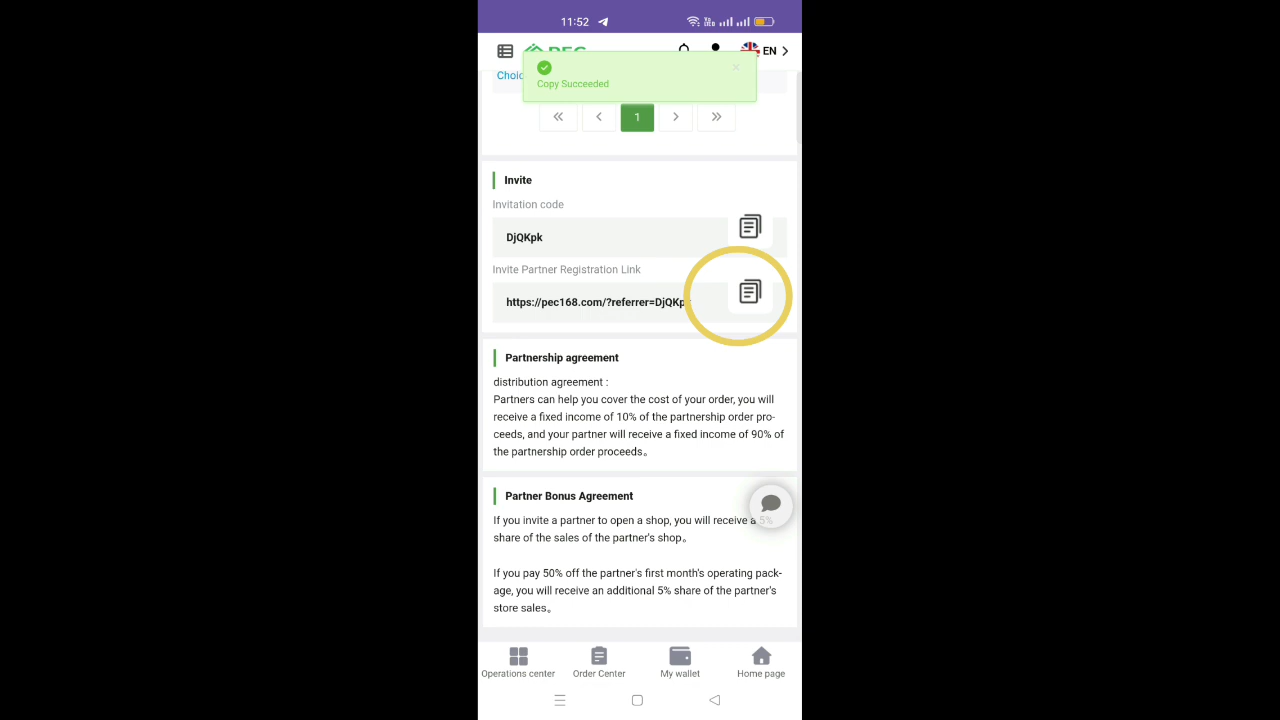 11:52
PEC
EN
Choic
Copy Succeeded
1
Invite
Invitation code
DjQKpk
Invite Partner Registration Link
https://pec168.com/?referrer=DjQKpk
Partnership agreement
distribution agreement :
Partners can help you cover the cost of your order, you will
receive a fixed income of 10% of the partnership order pro-
ceeds, and your partner will receive a fixed income of 90% of
the partnership order proceeds。
Partner Bonus Agreement
If you invite a partner to open a shop, you will receive a 5%
share of the sales of the partner's shop。
If you pay 50% off the partner's first month's operating pack-
age, you will receive an additional 5% share of the partner's
store sales。
Operations center
Order Center
My wallet
Home page